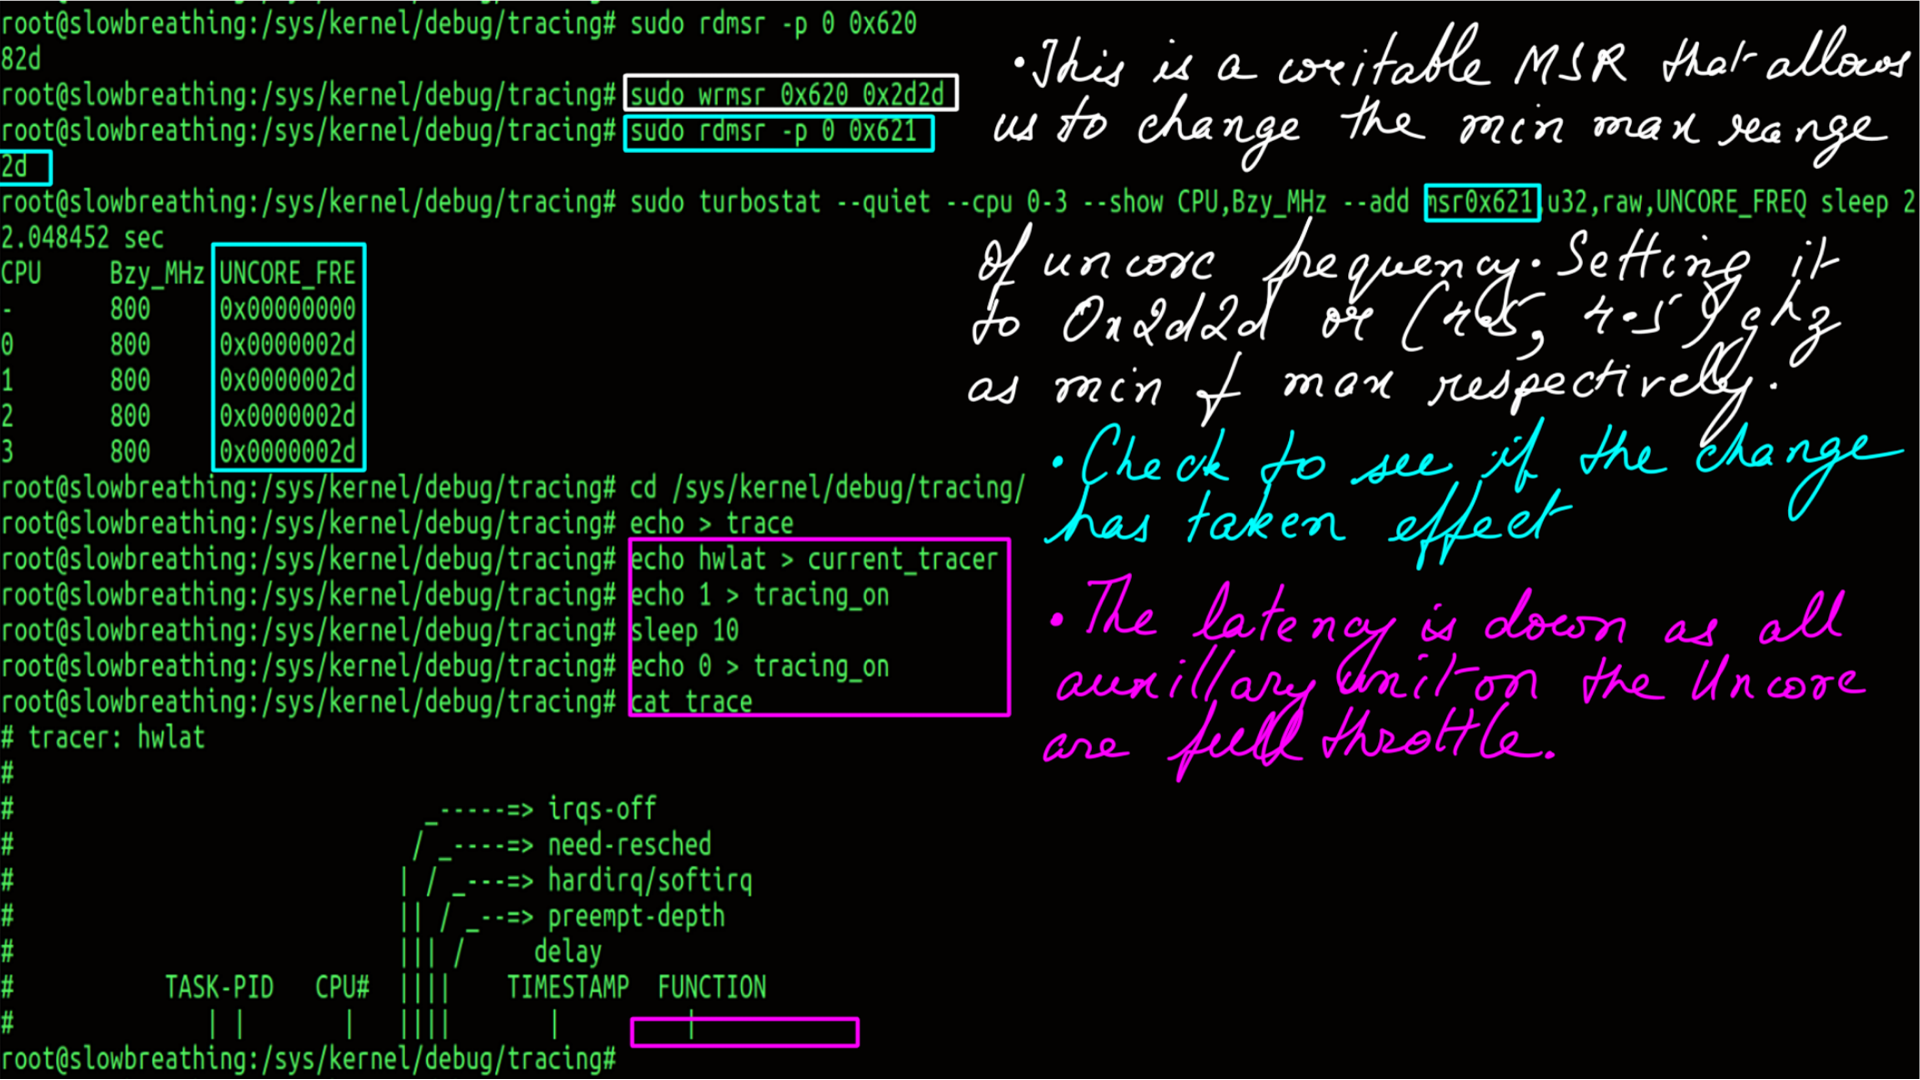 root@slowbreathing:/sys/kernel/debug/tracing# sudo rdmsr -p 0 0x620
82d
root@slowbreathing:/sys/kernel/debug/tracing# sudo wrmsr 0x620 0x2d2d
root@slowbreathing:/sys/kernel/debug/tracing# sudo rdmsr -p 0 0x621
2d
root@slowbreathing:/sys/kernel/debug/tracing# sudo turbostat --quiet --cpu 0-3 --show CPU,Bzy_MHz --add msr0x621,u32,raw,UNCORE_FREQ sleep 2
2.048452 sec
CPU Bzy_MHz UNCORE_FRE
- 800 0x00000000
0 800 0x0000002d
1 800 0x0000002d
2 800 0x0000002d
3 800 0x0000002d
root@slowbreathing:/sys/kernel/debug/tracing# cd /sys/kernel/debug/tracing/
root@slowbreathing:/sys/kernel/debug/tracing# echo > trace
root@slowbreathing:/sys/kernel/debug/tracing# echo hwlat > current_tracer
root@slowbreathing:/sys/kernel/debug/tracing# echo 1 > tracing_on
root@slowbreathing:/sys/kernel/debug/tracing# sleep 10
root@slowbreathing:/sys/kernel/debug/tracing# echo 0 > tracing_on
root@slowbreathing:/sys/kernel/debug/tracing# cat trace
# tracer: hwlat
#
# _-----=> irqs-off
# / _----=> need-resched
# | / _---=> hardirq/softirq
# || / _--=> preempt-depth
# ||| / delay
# TASK-PID CPU# |||| TIMESTAMP FUNCTION
# | | | |||| | |
root@slowbreathing:/sys/kernel/debug/tracing#
• This is a writable MSR that allows
us to change the min max range
of uncore frequency. Setting it
to 0x2d2d or (4.5, 4.5) ghz
as min & max respectively.
• Check to see if the change
has taken effect
• The latency is down as all
auxillary unit on the Uncore
are full throttle.